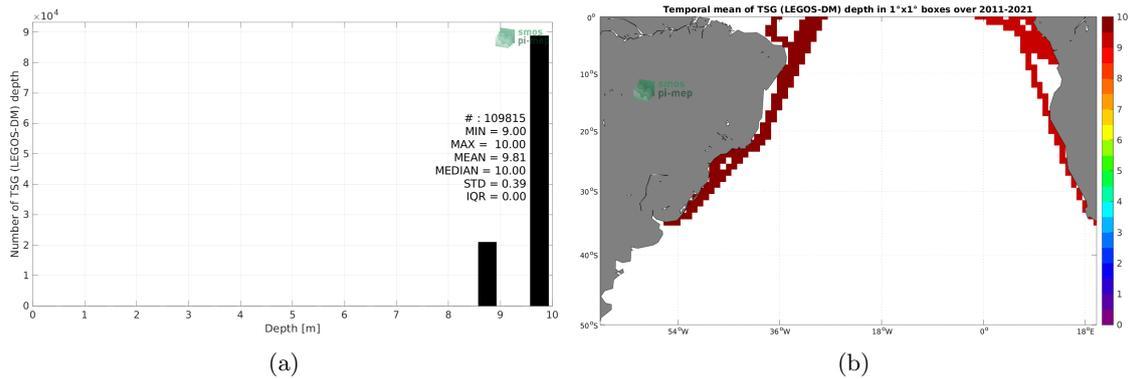 ×10⁴
9
8
7
6
5
4
3
2
1
0
Number of TSG (LEGOS-DM) depth
smos
pi-mep
# : 109815
MIN = 9.00
MAX = 10.00
MEAN = 9.81
MEDIAN = 10.00
STD = 0.39
IQR = 0.00
0 1 2 3 4 5 6 7 8 9 10
Depth [m]
(a)
Temporal mean of TSG (LEGOS-DM) depth in 1°x1° boxes over 2011-2021
0°
10°S
20°S
30°S
40°S
50°S
smos
pi-mep
54°W 36°W 18°W 0° 18°E
10
9
8
7
6
5
4
3
2
1
0
(b)